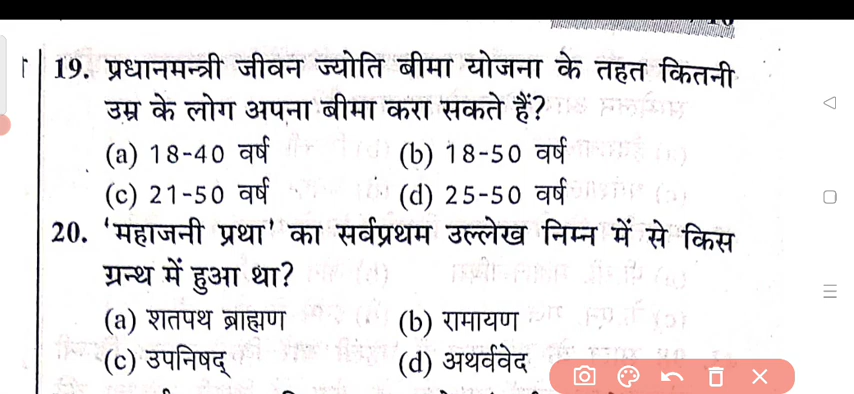 19. प्रधानमन्त्री जीवन ज्योति बीमा योजना के तहत कितनी
उम्र के लोग अपना बीमा करा सकते हैं?
(a) 18-40 वर्ष (b) 18-50 वर्ष
(c) 21-50 वर्ष (d) 25-50 वर्ष
20. 'महाजनी प्रथा' का सर्वप्रथम उल्लेख निम्न में से किस
ग्रन्थ में हुआ था?
(a) शतपथ ब्राह्मण (b) रामायण
(c) उपनिषद् (d) अथर्ववेद